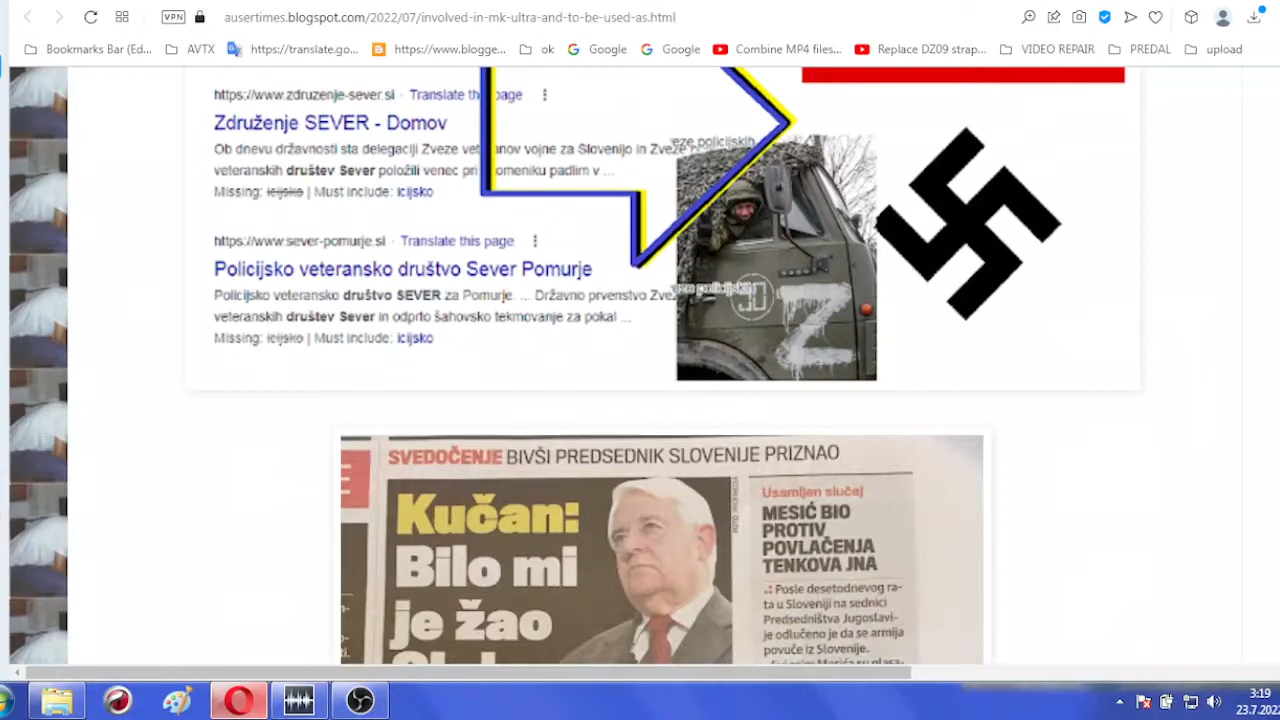 VPN
ausertimes.blogspot.com/2022/07/involved-in-mk-ultra-and-to-be-used-as.html
Bookmarks Bar (Ed... AVTX https://translate.go... https://www.blogge... ok Google Google Combine MP4 files... Replace DZ09 strap... VIDEO REPAIR PREDAL upload
https://www.zdruzenje-sever.si · Translate this page
Združenje SEVER - Domov
Ob dnevu državnosti sta delegaciji Zveze vojne za Slovenijo in Zveze
veteranskih društev Sever položili venec pri padlim v ...
Missing: icijsko | Must include: icijsko
eze policijskih
https://www.sever-pomurje.si Translate this page
Policijsko veteransko društvo Sever Pomurje
Policijsko veteransko društvo SEVER za Pomurje. ... Državno prvenstvo
veteranskih društev Sever in odprto šahovsko tekmovanje za pokal ...
Missing: icijsko | Must include: icijsko
Z
SVEDOČENJE BIVŠI PREDSEDNIK SLOVENIJE PRIZNAO
Kučan:
Bilo mi
je žao
Usamljen slučaj
MESIĆ BIO
PROTIV
POVLAČENJA
TENKOVA JNA
Posle desetodnevog ra-
ta u Sloveniji na sednici
Predsedništva Jugoslavi-
je odlučeno je da se armija
povuče iz Slovenije.
3:19
23.7.202